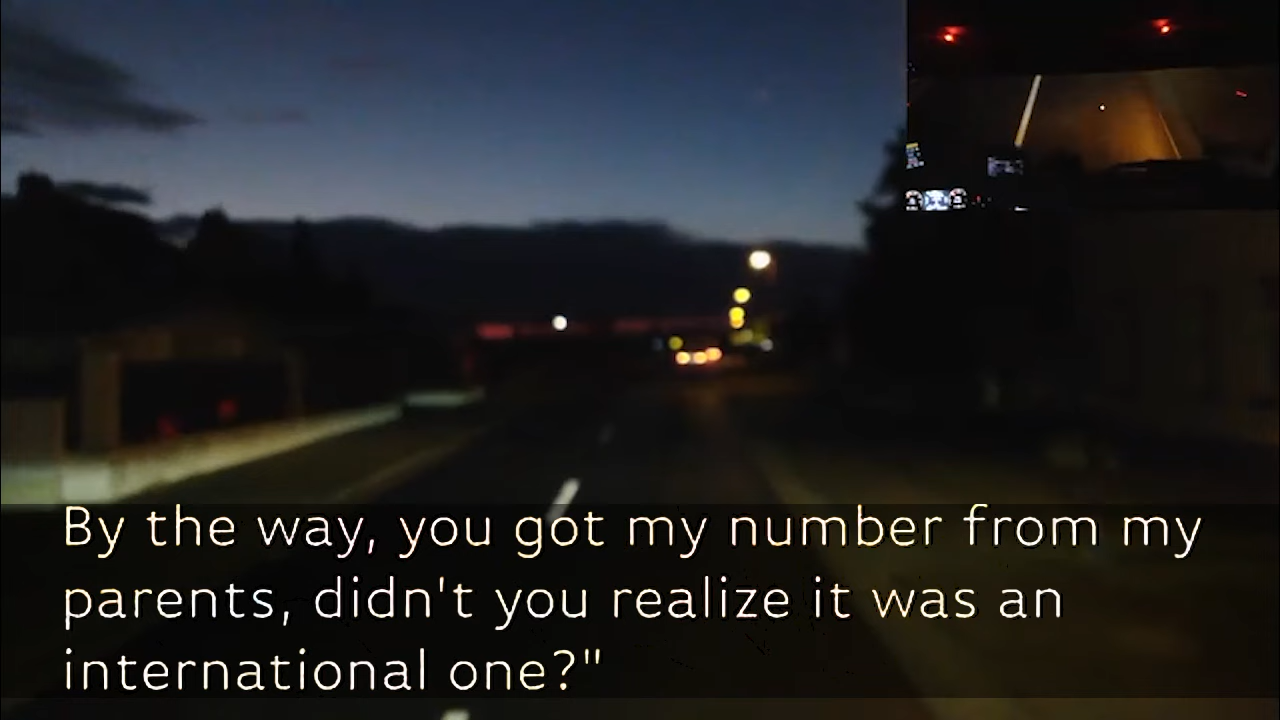 By the way, you got my number from my
parents, didn't you realize it was an
international one?"